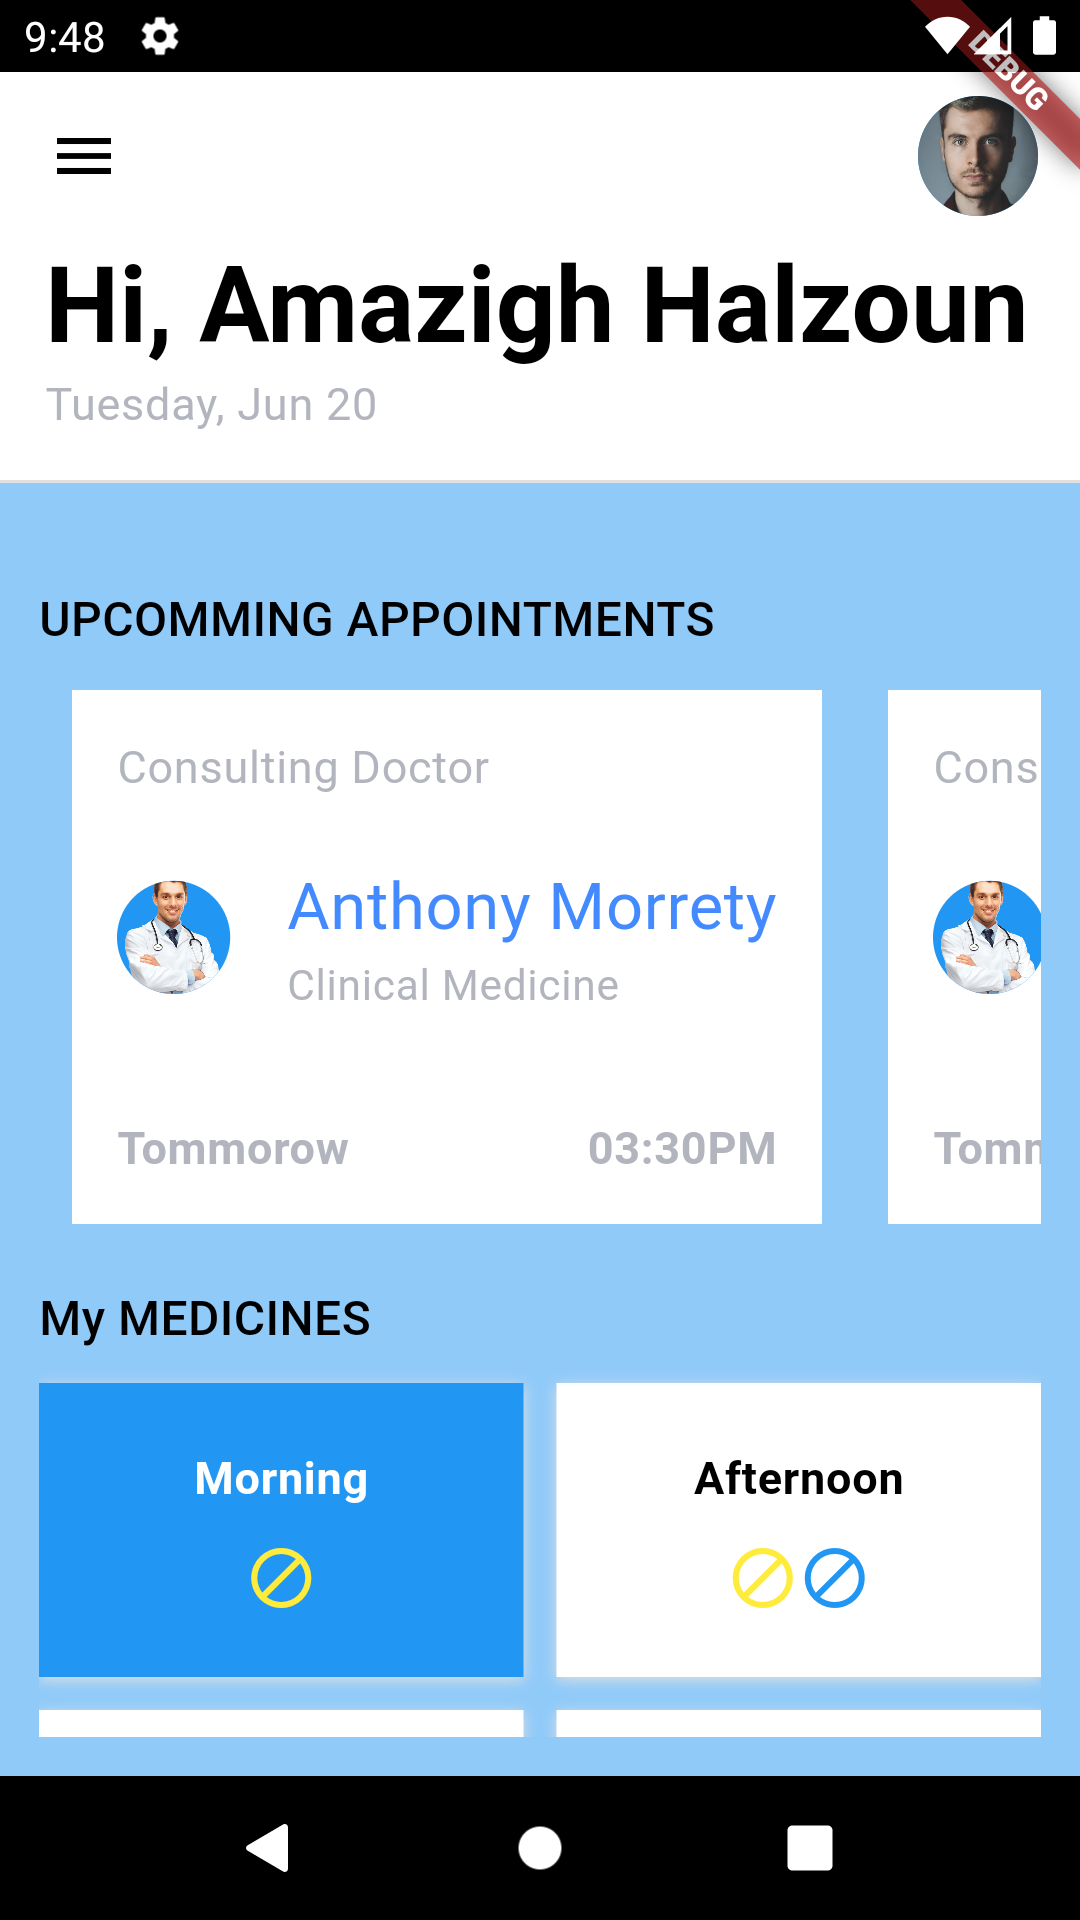 9:48
DEBUG
Hi, Amazigh Halzoun
Tuesday, Jun 20
UPCOMMING APPOINTMENTS
Consulting Doctor
Cons
Anthony Morrety
Clinical Medicine
Tommorow 03:30PM
My MEDICINES
Morning
Afternoon